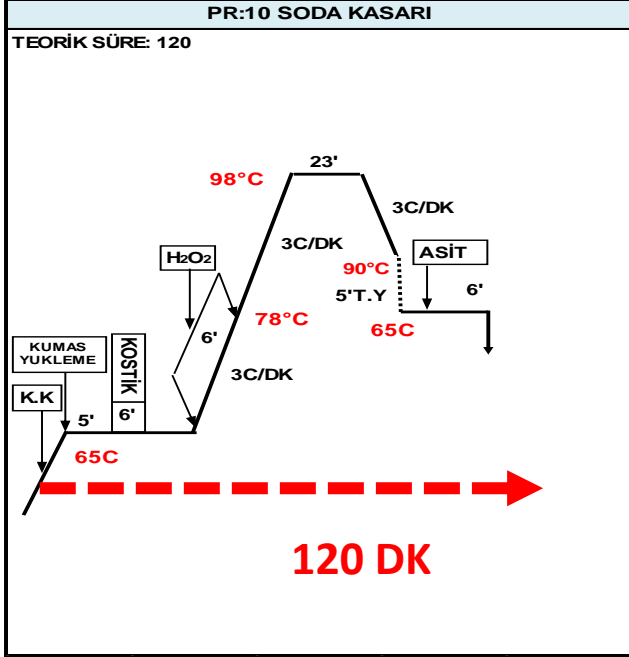 PR:10 SODA KASARI
TEORİK SÜRE: 120
23'
98°C
3C/DK
3C/DK
ASİT
H2O2
90°C
5'T.Y
6'
78°C
65C
6'
KUMAS
YUKLEME
KOSTİK
3C/DK
K.K
5'
6'
65C
120 DK